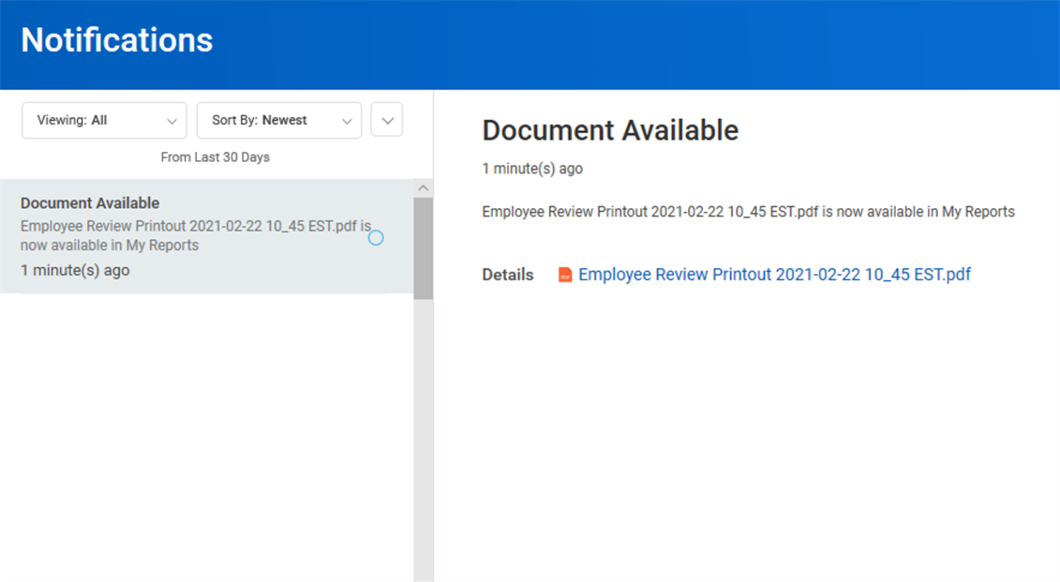 Notifications
Viewing: All
Sort By: Newest
From Last 30 Days
Document Available
Employee Review Printout 2021-02-22 10_45 EST.pdf is
now available in My Reports
1 minute(s) ago
Document Available
1 minute(s) ago
Employee Review Printout 2021-02-22 10_45 EST.pdf is now available in My Reports
Details Employee Review Printout 2021-02-22 10_45 EST.pdf